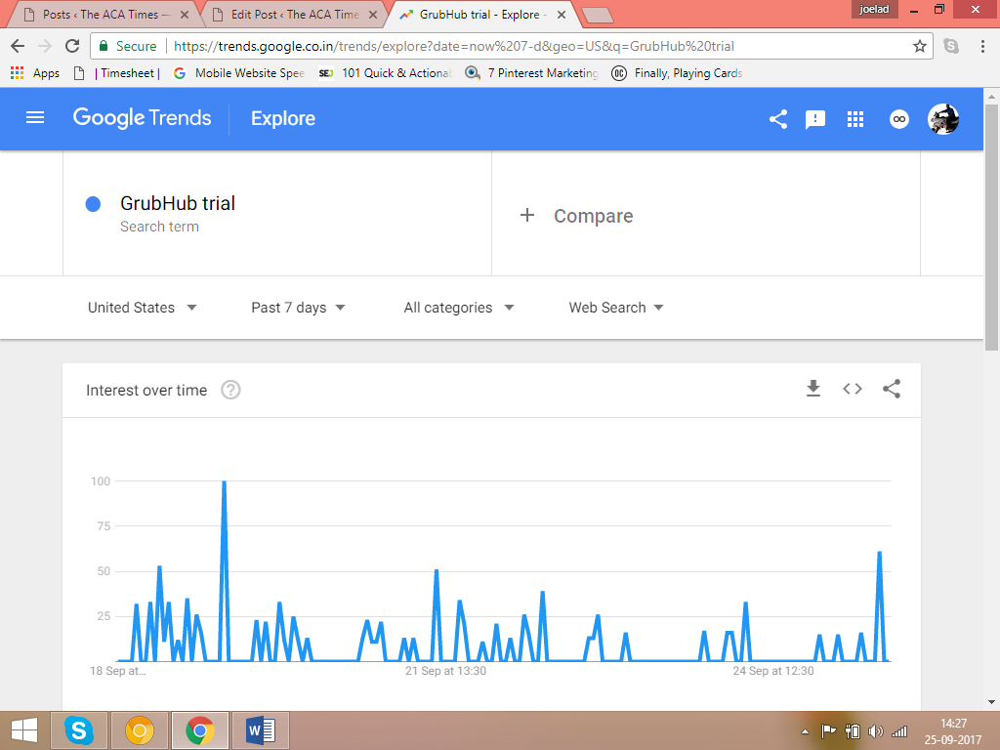 Posts ‹ The ACA Times —
Edit Post ‹ The ACA Time
GrubHub trial - Explore -
joelad
Secure
https://trends.google.co.in/trends/explore?date=now%207-d&geo=US&q=GrubHub%20trial
Apps
| Timesheet |
Mobile Website Spee
SEJ
101 Quick & Actional
7 Pinterest Marketing
Finally, Playing Cards
Google Trends
Explore
GrubHub trial
Search term
+ Compare
United States
Past 7 days
All categories
Web Search
Interest over time
?
100
75
50
25
18 Sep at...
21 Sep at 13:30
24 Sep at 12:30
14:27
25-09-2017